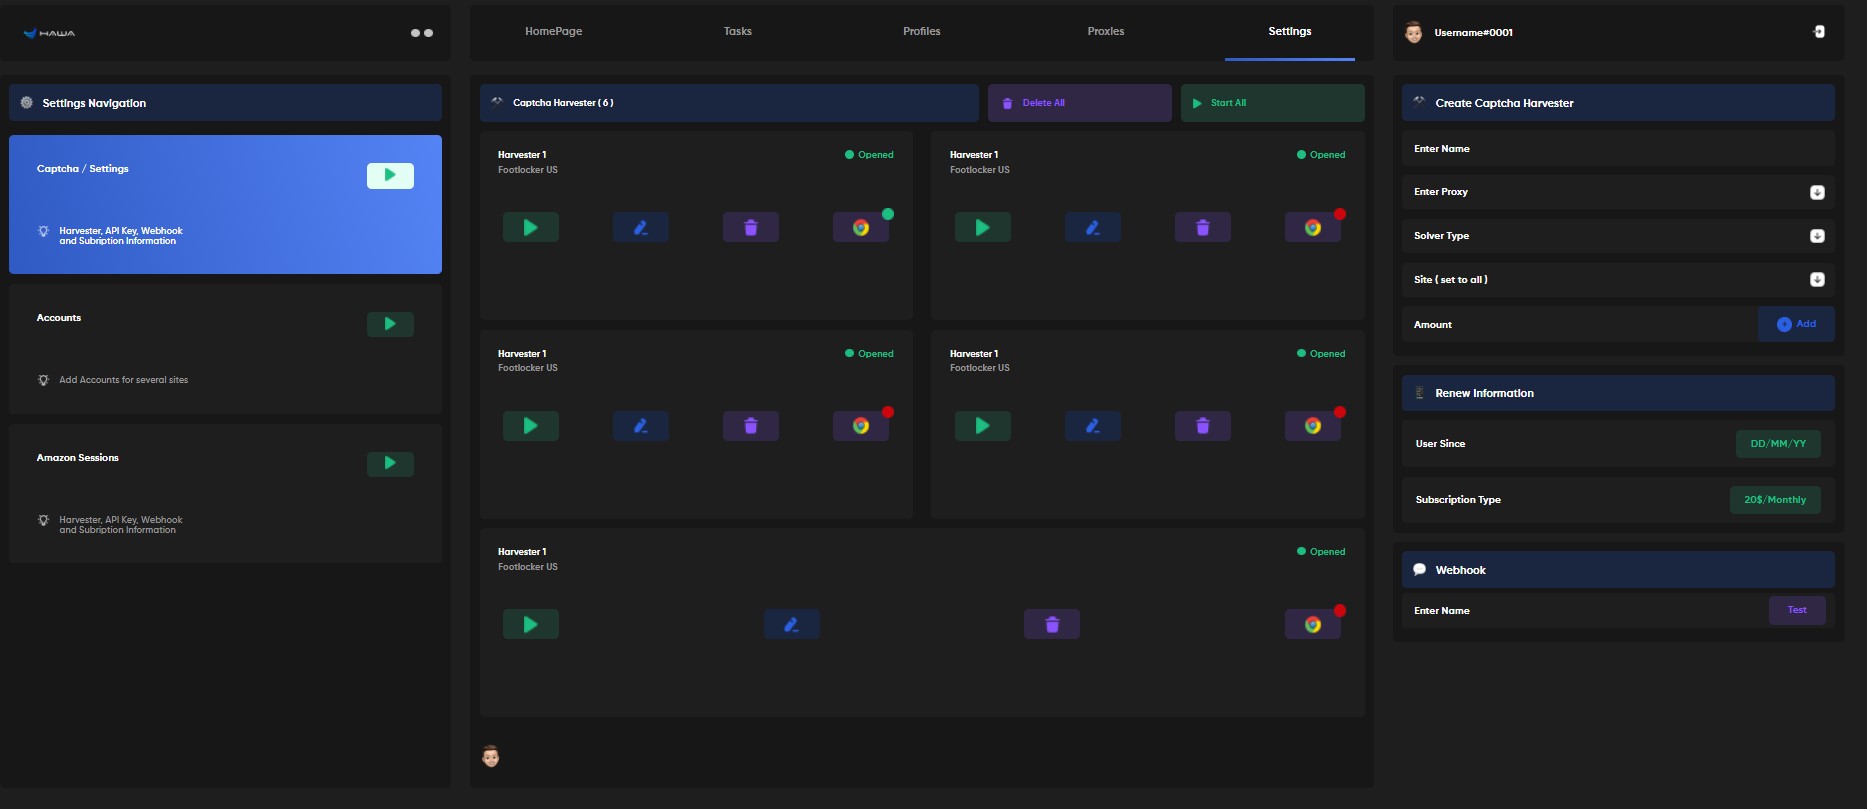 HAWA
HomePage
Tasks
Profiles
Proxies
Settings
Username#0001
Settings Navigation
Captcha / Settings
Harvester, API Key, Webhook
and Subription Information
Accounts
Add Accounts for several sites
Amazon Sessions
Harvester, API Key, Webhook
and Subription Information
Captcha Harvester ( 6 )
Delete All
Start All
Harvester 1
Opened
Footlocker US
Harvester 1
Opened
Footlocker US
Harvester 1
Opened
Footlocker US
Harvester 1
Opened
Footlocker US
Harvester 1
Opened
Footlocker US
Create Captcha Harvester
Enter Name
Enter Proxy
Solver Type
Site ( set to all )
Amount
Add
Renew Information
User Since
DD/MM/YY
Subscription Type
20$/Monthly
Webhook
Enter Name
Test